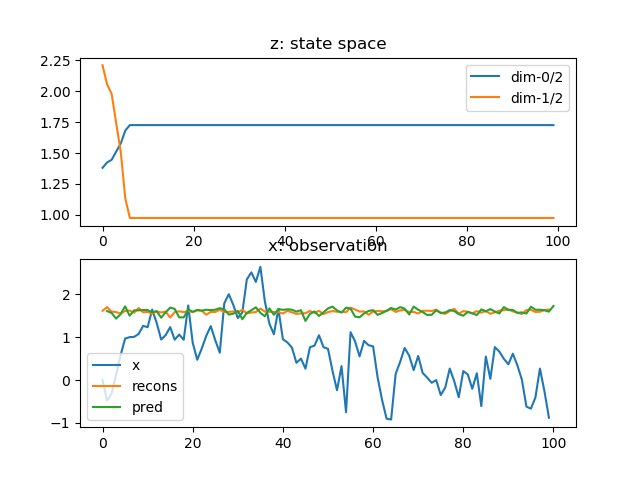 z: state space
2.25
2.00
1.75
1.50
1.25
1.00
dim-0/2
dim-1/2
0 20 40 60 80 100
x: observation
2
1
0
−1
x
recons
pred
0 20 40 60 80 100